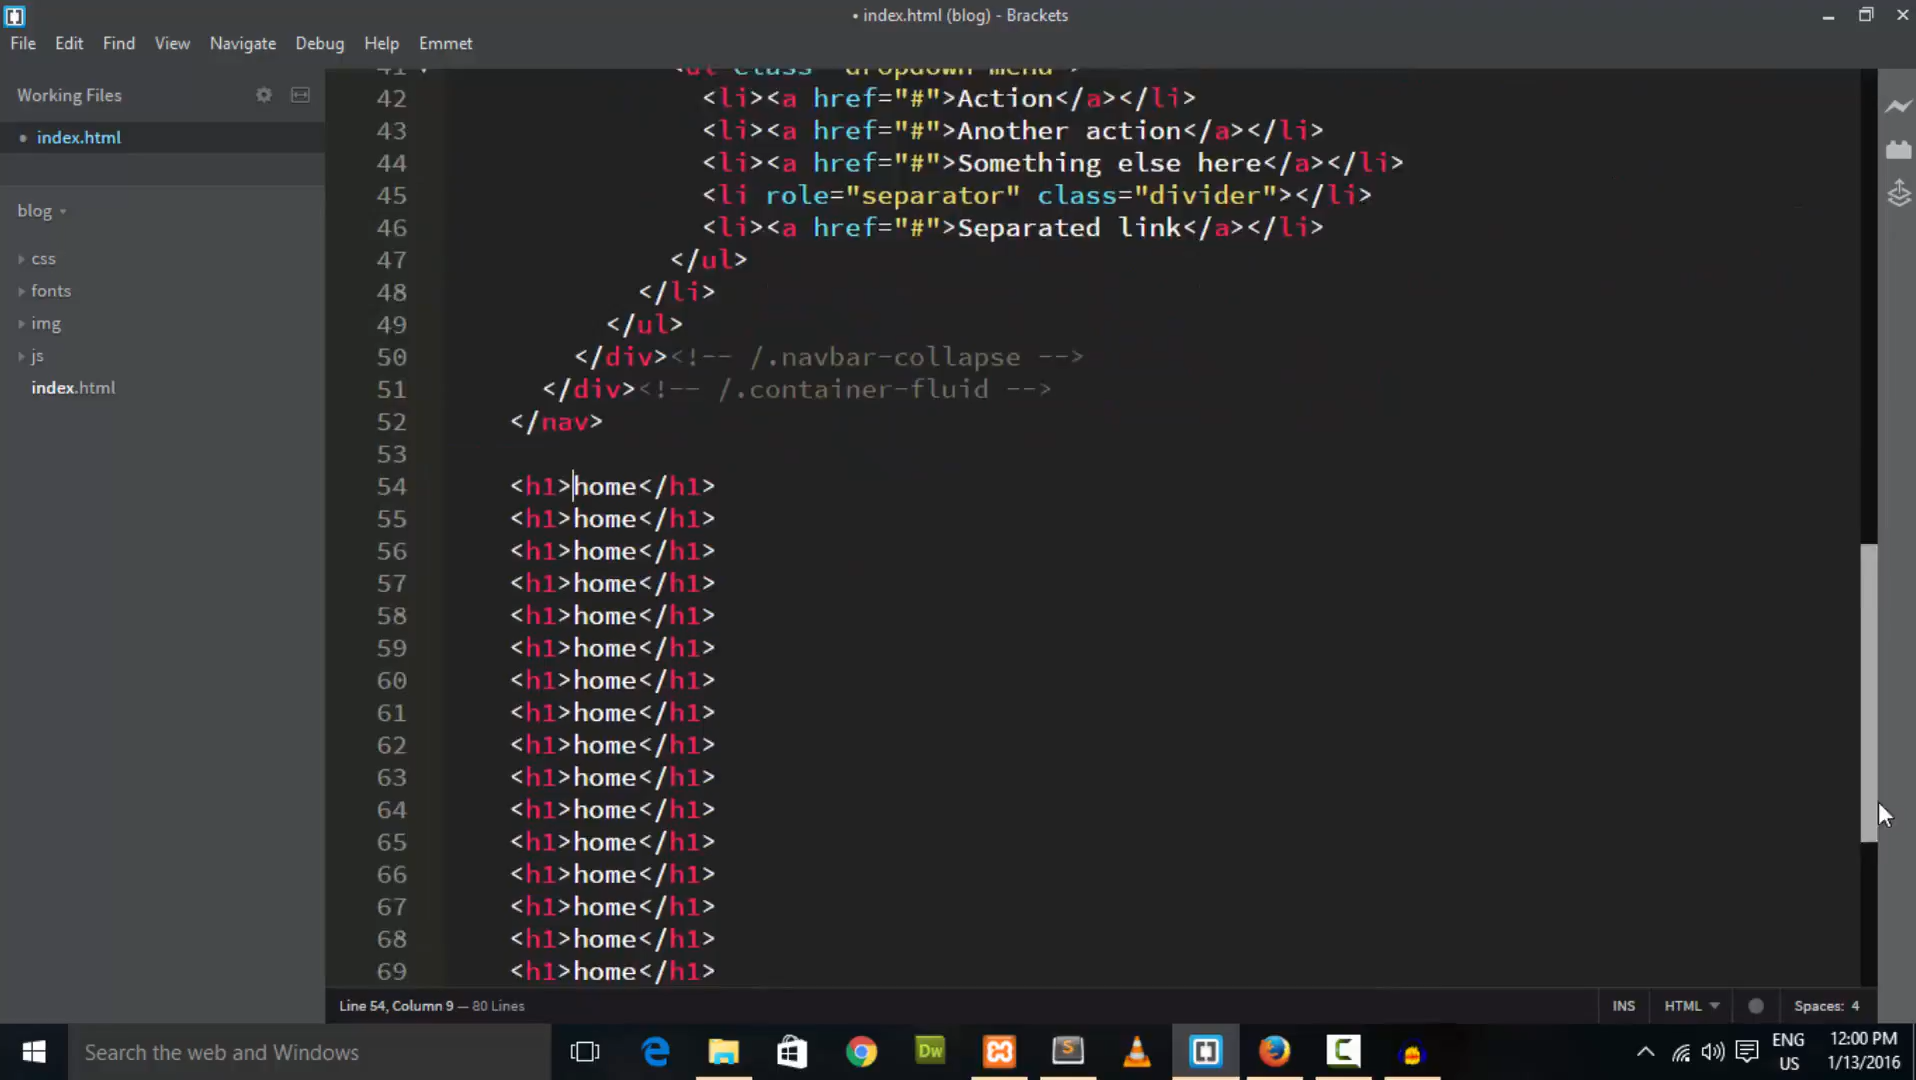 • index.html (blog) - Brackets
File Edit Find View Navigate Debug Help Emmet
Working Files
• index.html
blog
css
fonts
img
js
index.html
41 <ul class="dropdown-menu">
42 <li><a href="#">Action</a></li>
43 <li><a href="#">Another action</a></li>
44 <li><a href="#">Something else here</a></li>
45 <li role="separator" class="divider"></li>
46 <li><a href="#">Separated link</a></li>
47 </ul>
48 </li>
49 </ul>
50 </div><!-- /.navbar-collapse -->
51 </div><!-- /.container-fluid -->
52 </nav>
53
54 <h1>home</h1>
55 <h1>home</h1>
56 <h1>home</h1>
57 <h1>home</h1>
58 <h1>home</h1>
59 <h1>home</h1>
60 <h1>home</h1>
61 <h1>home</h1>
62 <h1>home</h1>
63 <h1>home</h1>
64 <h1>home</h1>
65 <h1>home</h1>
66 <h1>home</h1>
67 <h1>home</h1>
68 <h1>home</h1>
69 <h1>home</h1>
Line 54, Column 9 — 80 Lines
INS HTML Spaces: 4
Search the web and Windows
Dw
ENG
US
12:00 PM
1/13/2016